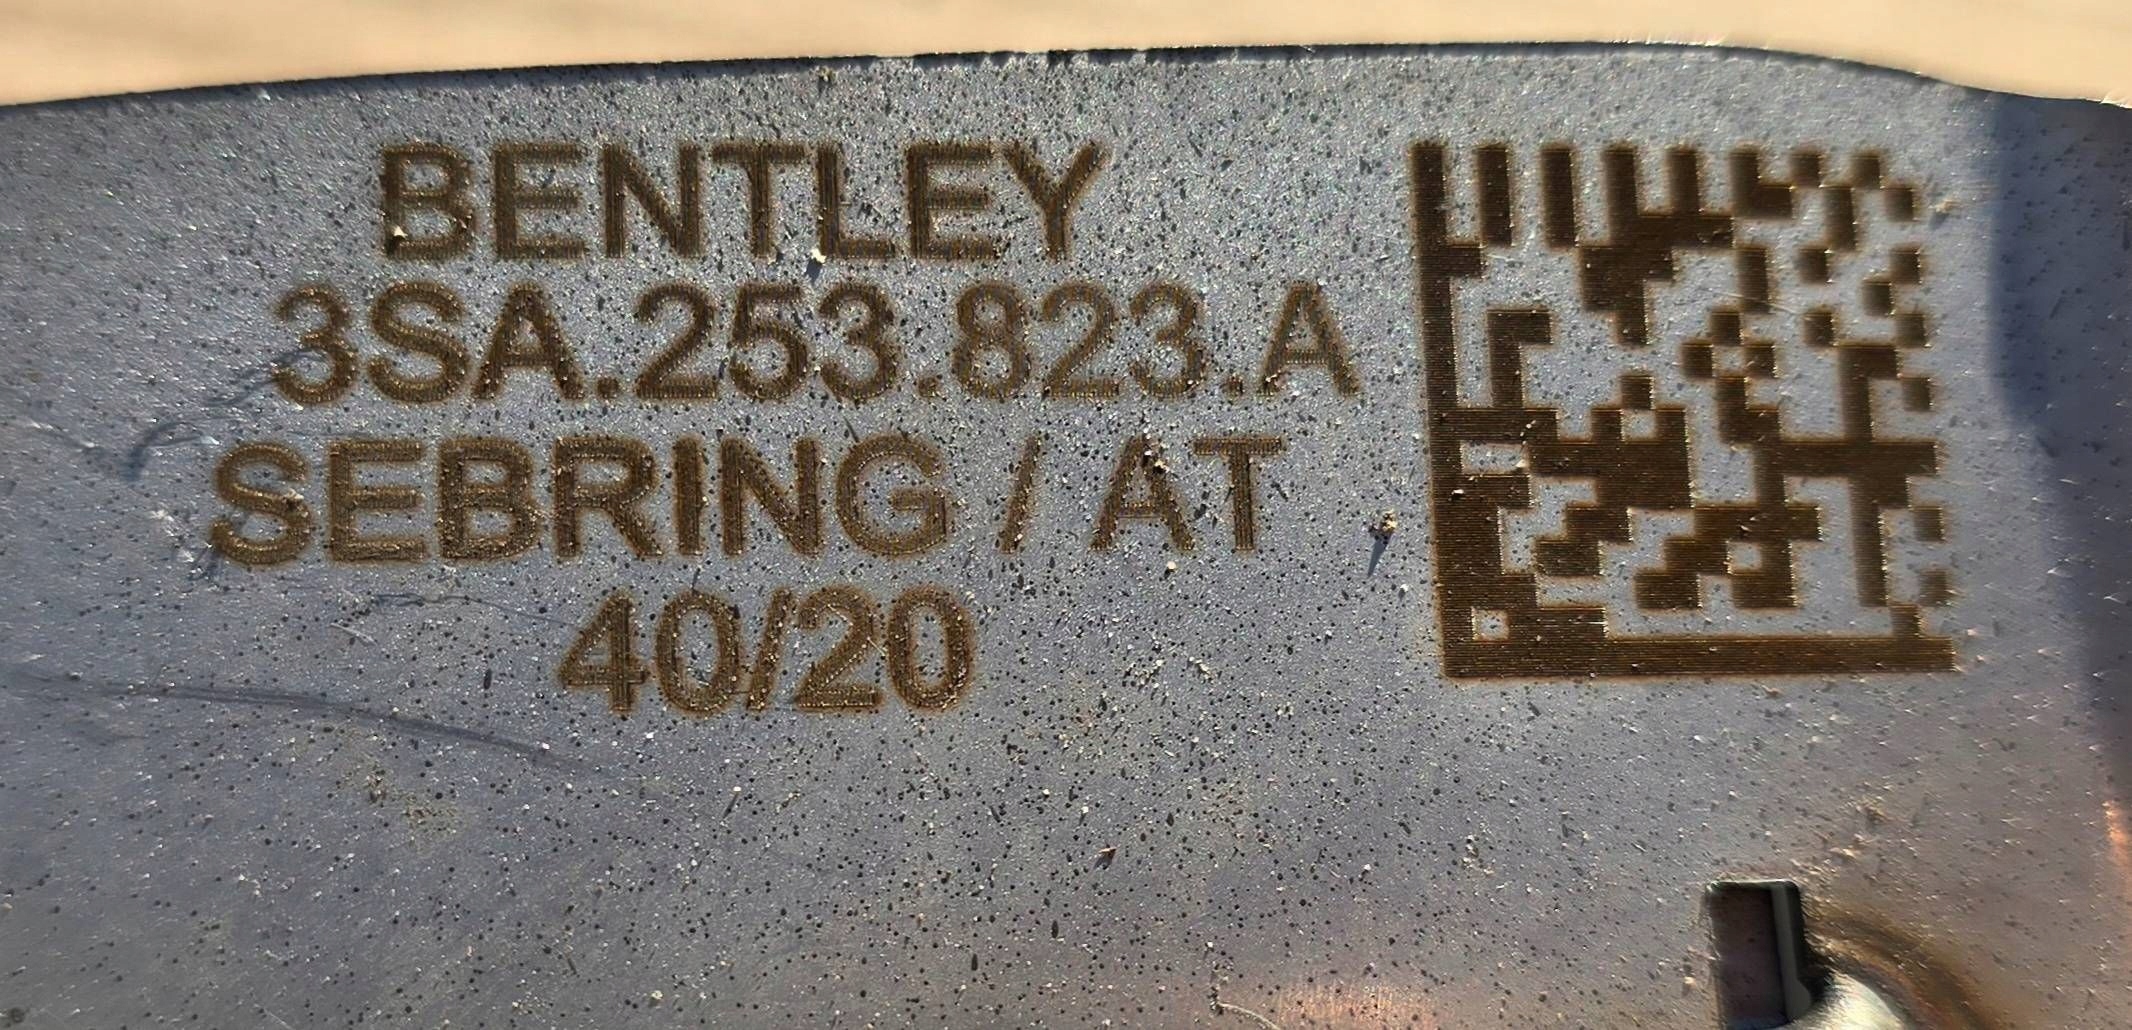 BENTLEY
3SA.253.823.A
SEBRING / AT
40/20